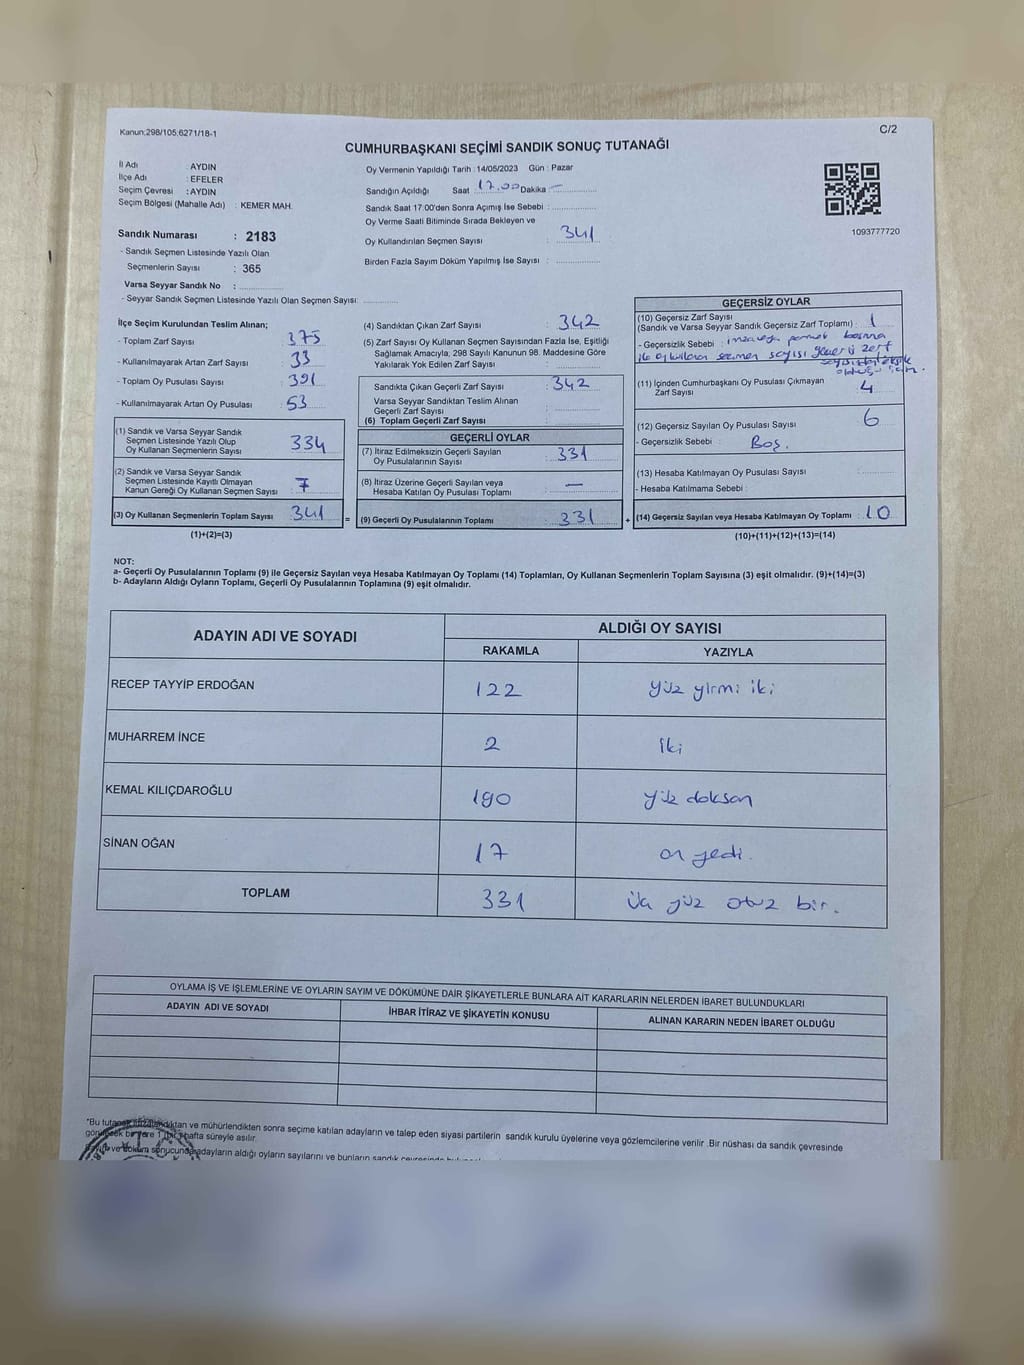 Kanun:298/105;6271/18-1
C/2
CUMHURBAŞKANI SEÇİMİ SANDIK SONUÇ TUTANAĞI
İl Adı : AYDIN
İlçe Adı : EFELER
Seçim Çevresi : AYDIN
Seçim Bölgesi (Mahalle Adı) : KEMER MAH.
Sandık Numarası : 2183
- Sandık Seçmen Listesinde Yazılı Olan
Seçmenlerin Sayısı : 365
Varsa Seyyar Sandık No :
- Seyyar Sandık Seçmen Listesinde Yazılı Olan Seçmen Sayısı:
Oy Vermenin Yapıldığı Tarih : 14/05/2023 Gün : Pazar
Sandığın Açıldığı Saat 17.00 Dakika : —
Sandık Saat 17:00'den Sonra Açımış İse Sebebi :
Oy Verme Saati Bitiminde Sırada Bekleyen ve
Oy Kullandırılan Seçmen Sayısı : 341
Birden Fazla Sayım Döküm Yapılmış İse Sayısı :
1093777720
İlçe Seçim Kurulundan Teslim Alınan;
- Toplam Zarf Sayısı : 375
- Kullanılmayarak Artan Zarf Sayısı : 33
- Toplam Oy Pusulası Sayısı : 391
- Kullanılmayarak Artan Oy Pusulası : 53
(1) Sandık ve Varsa Seyyar Sandık
Seçmen Listesinde Yazılı Olup
Oy Kullanan Seçmenlerin Sayısı : 334
(2) Sandık ve Varsa Seyyar Sandık
Seçmen Listesinde Kayıtlı Olmayan
Kanun Gereği Oy Kullanan Seçmen Sayısı : 7
(3) Oy Kullanan Seçmenlerin Toplam Sayısı : 341 =
(1)+(2)=(3)
(4) Sandıktan Çıkan Zarf Sayısı : 342
(5) Zarf Sayısı Oy Kullanan Seçmen Sayısından Fazla İse, Eşitliği
Sağlamak Amacıyla, 298 Sayılı Kanunun 98. Maddesine Göre
Yakılarak Yok Edilen Zarf Sayısı :
Sandıkta Çıkan Geçerli Zarf Sayısı : 342
Varsa Seyyar Sandıktan Teslim Alınan
Geçerli Zarf Sayısı :
(6) Toplam Geçerli Zarf Sayısı :
GEÇERLİ OYLAR
(7) İtiraz Edilmeksizin Geçerli Sayılan
Oy Pusulalarının Sayısı : 331
(8) İtiraz Üzerine Geçerli Sayılan veya
Hesaba Katılan Oy Pusulası Toplamı : —
(9) Geçerli Oy Pusulalarının Toplamı : 331 +
GEÇERSİZ OYLAR
(10) Geçersiz Zarf Sayısı
(Sandık ve Varsa Seyyar Sandık Geçersiz Zarf Toplamı) : 1
- Geçersizlik Sebebi : parmak basma
ile oy kullanan seçmen sayısı
(11) İçinden Cumhurbaşkanı Oy Pusulası Çıkmayan
Zarf Sayısı : 4
(12) Geçersiz Sayılan Oy Pusulası Sayısı : 6
- Geçersizlik Sebebi : Boş.
(13) Hesaba Katılmayan Oy Pusulası Sayısı :
- Hesaba Katılmama Sebebi :
(14) Geçersiz Sayılan veya Hesaba Katılmayan Oy Toplamı : 10
(10)+(11)+(12)+(13)=(14)
NOT:
a- Geçerli Oy Pusulalarının Toplamı (9) ile Geçersiz Sayılan veya Hesaba Katılmayan Oy Toplamı (14) Toplamları, Oy Kullanan Seçmenlerin Toplam Sayısına (3) eşit olmalıdır. (9)+(14)=(3)
b- Adayların Aldığı Oyların Toplamı, Geçerli Oy Pusulalarının Toplamına (9) eşit olmalıdır.
ADAYIN ADI VE SOYADI ALDIĞI OY SAYISI
RAKAMLA YAZIYLA
RECEP TAYYİP ERDOĞAN 122 yüz yirmi iki
MUHARREM İNCE 2 iki
KEMAL KILIÇDAROĞLU 190 yüz doksan
SİNAN OĞAN 17 on yedi.
TOPLAM 331 üç yüz otuz bir.
OYLAMA İŞ VE İŞLEMLERİNE VE OYLARIN SAYIM VE DÖKÜMÜNE DAİR ŞİKAYETLERLE BUNLARA AİT KARARLARIN NELERDEN İBARET BULUNDUKLARI
ADAYIN ADI VE SOYADI İHBAR İTİRAZ VE ŞİKAYETİN KONUSU ALINAN KARARIN NEDEN İBARET OLDUĞU
*Bu tutanak imzalandıktan ve mühürlendikten sonra seçime katılan adayların ve talep eden siyasi partilerin sandık kurulu üyelerine veya gözlemcilerine verilir .Bir nüshası da sandık çevresinde
hafta süreyle asılır.
ve döküm sonucunda adayların aldığı oyların sayılarını ve bunların sandık çevresinde